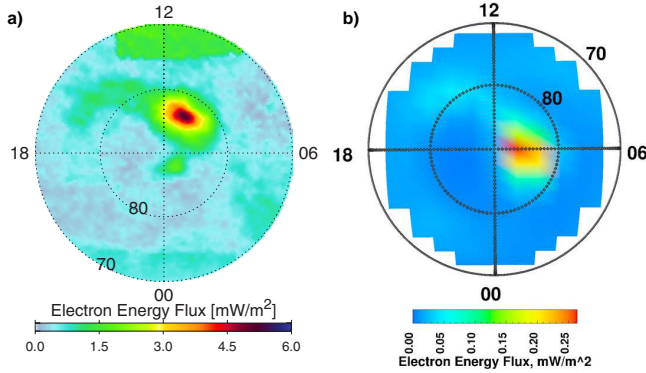 a)
12
18
06
80
70
00
Electron Energy Flux [mW/m²]
0.0 1.5 3.0 4.5 6.0
b)
12
70
80
18
06
00
0.00 0.05 0.10 0.15 0.20 0.25
Electron Energy Flux, mW/m^2